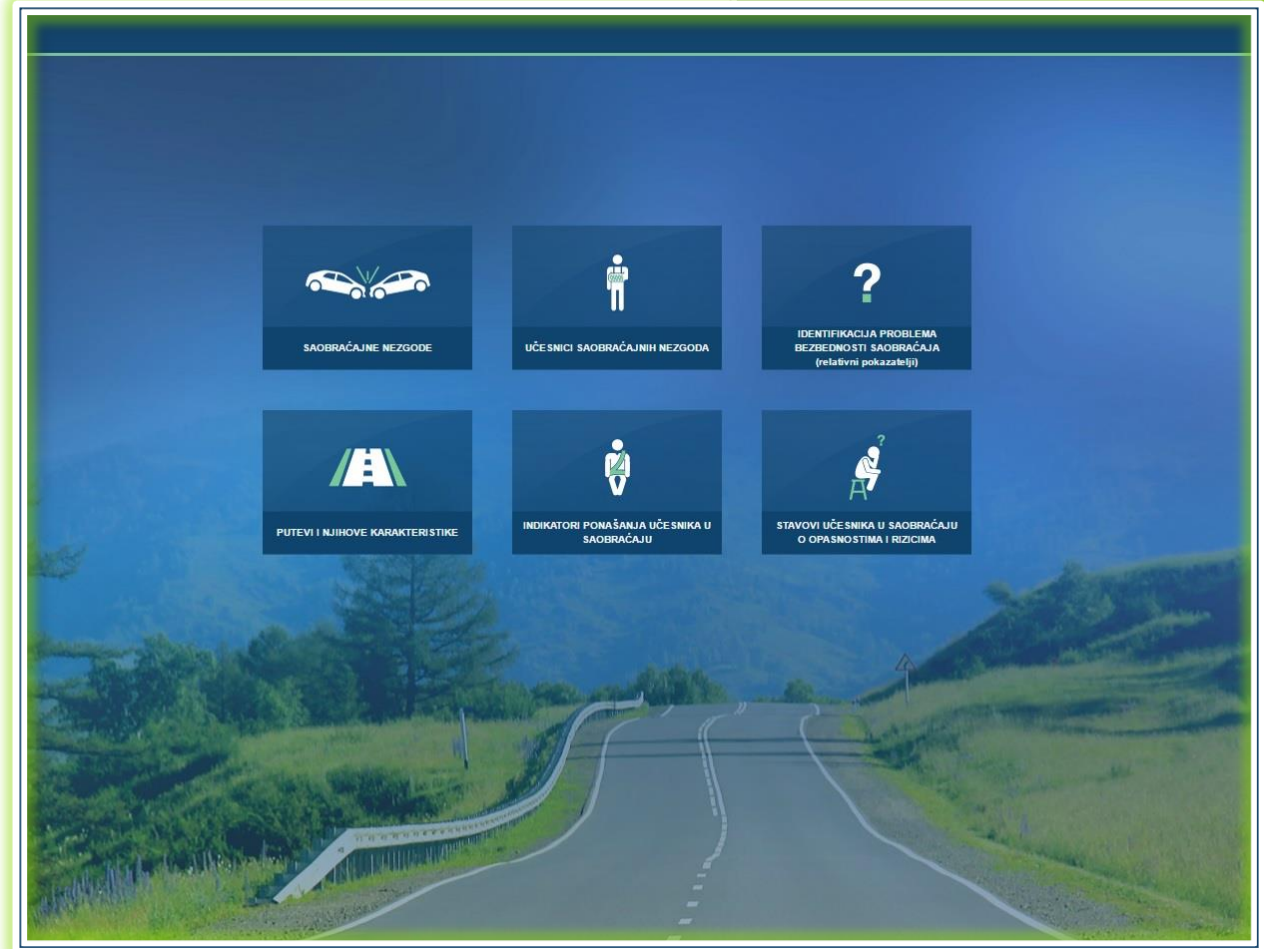 SAOBRAĆAJNE NEZGODE
UČESNICI SAOBRAĆAJNIH NEZGODA
IDENTIFIKACIJA PROBLEMA
BEZBEDNOSTI SAOBRAĆAJA
(relativni pokazatelji)
PUTEVI I NJIHOVE KARAKTERISTIKE
INDIKATORI PONAŠANJA UČESNIKA U
SAOBRAĆAJU
STAVOVI UČESNIKA U SAOBRAĆAJU
O OPASNOSTIMA I RIZICIMA